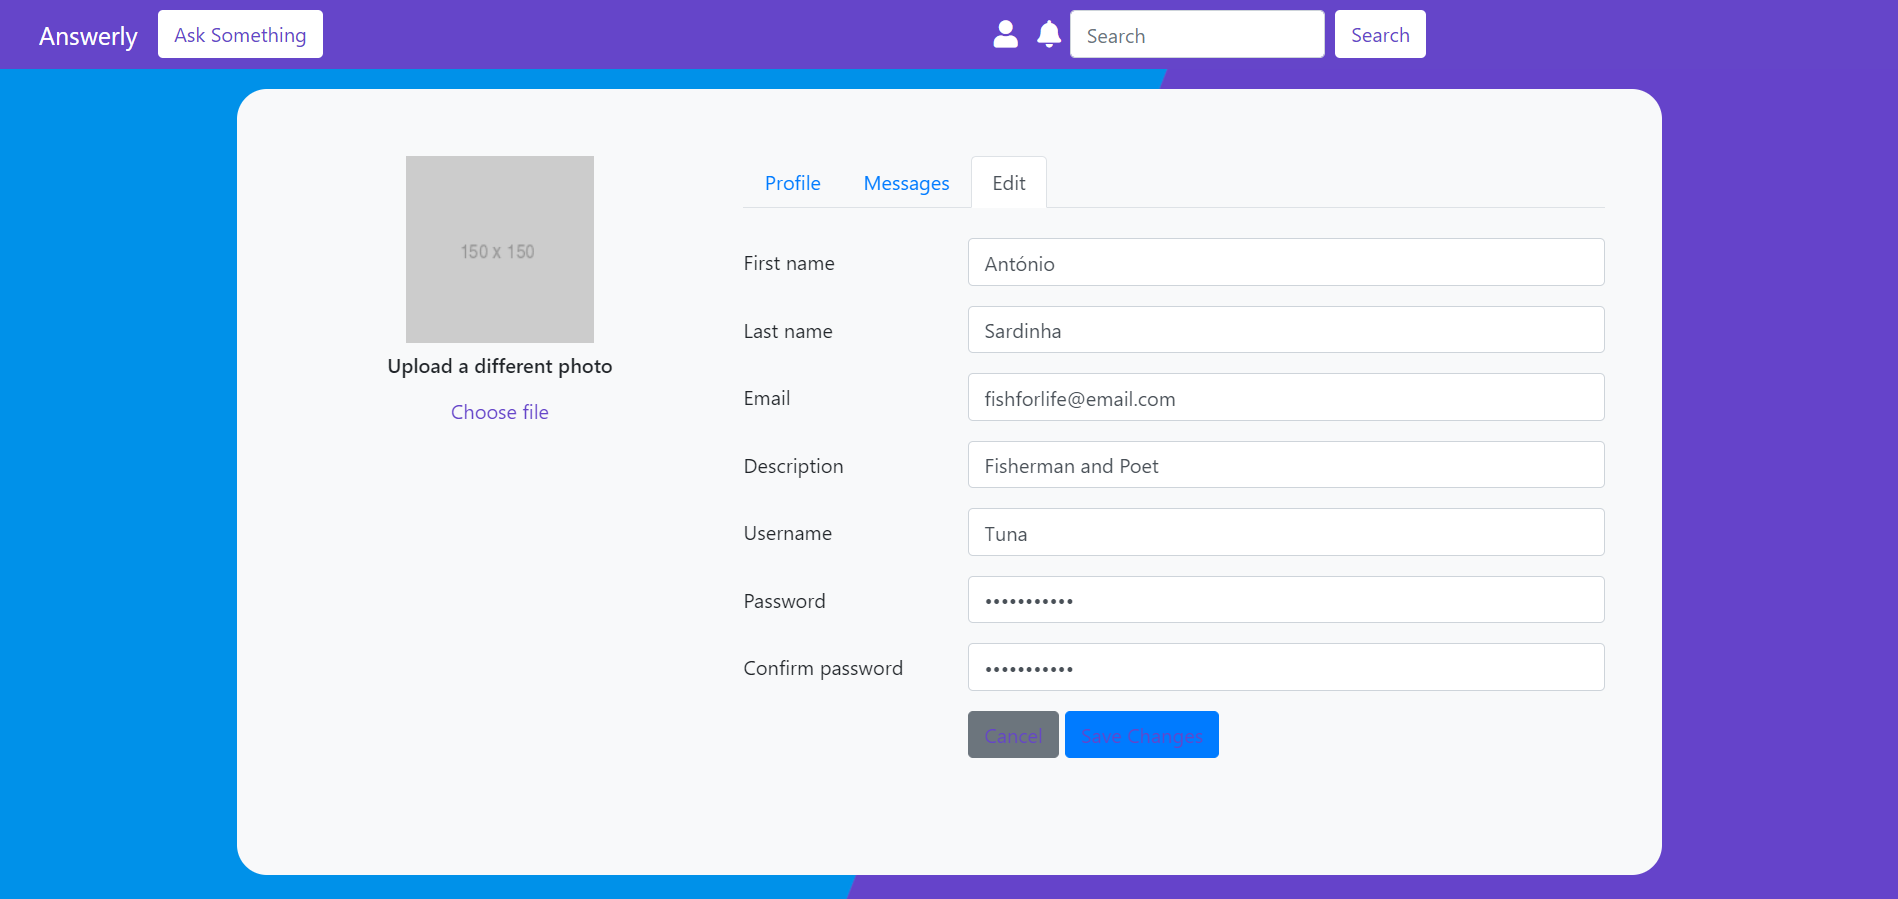 Answerly Ask Something Search Search
150 x 150
Upload a different photo
Choose file
Profile Messages Edit
First name António
Last name Sardinha
Email fishforlife@email.com
Description Fisherman and Poet
Username Tuna
Password •••••••••••
Confirm password •••••••••••
Cancel Save Changes